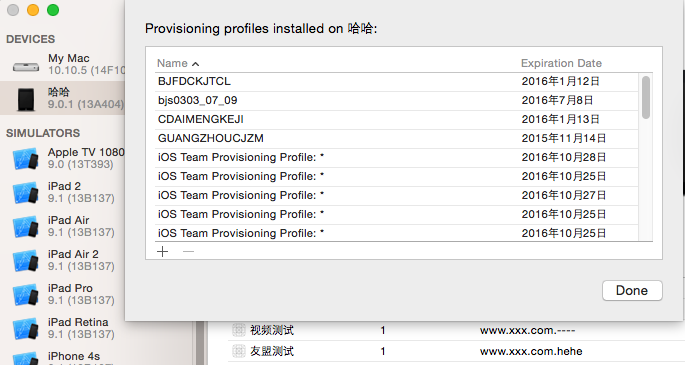 Provisioning profiles installed on 哈哈:
DEVICES
My Mac
10.10.5 (14F10
哈哈
9.0.1 (13A404)
SIMULATORS
Apple TV 1080
9.0 (13T393)
iPad 2
9.1 (13B137)
iPad Air
9.1 (13B137)
iPad Air 2
9.1 (13B137)
iPad Pro
9.1 (13B137)
iPad Retina
9.1 (13B137)
iPhone 4s
Name Expiration Date
BJFDCKJTCL 2016年1月12日
bjs0303_07_09 2016年7月8日
CDAIMENGKEJI 2016年1月13日
GUANGZHOUCJZM 2015年11月14日
iOS Team Provisioning Profile: * 2016年10月28日
iOS Team Provisioning Profile: * 2016年10月25日
iOS Team Provisioning Profile: * 2016年10月27日
iOS Team Provisioning Profile: * 2016年10月25日
iOS Team Provisioning Profile: * 2016年10月25日
Done
视频测试 1 www.xxx.com.----
友盟测试 1 www.xxx.com.hehe